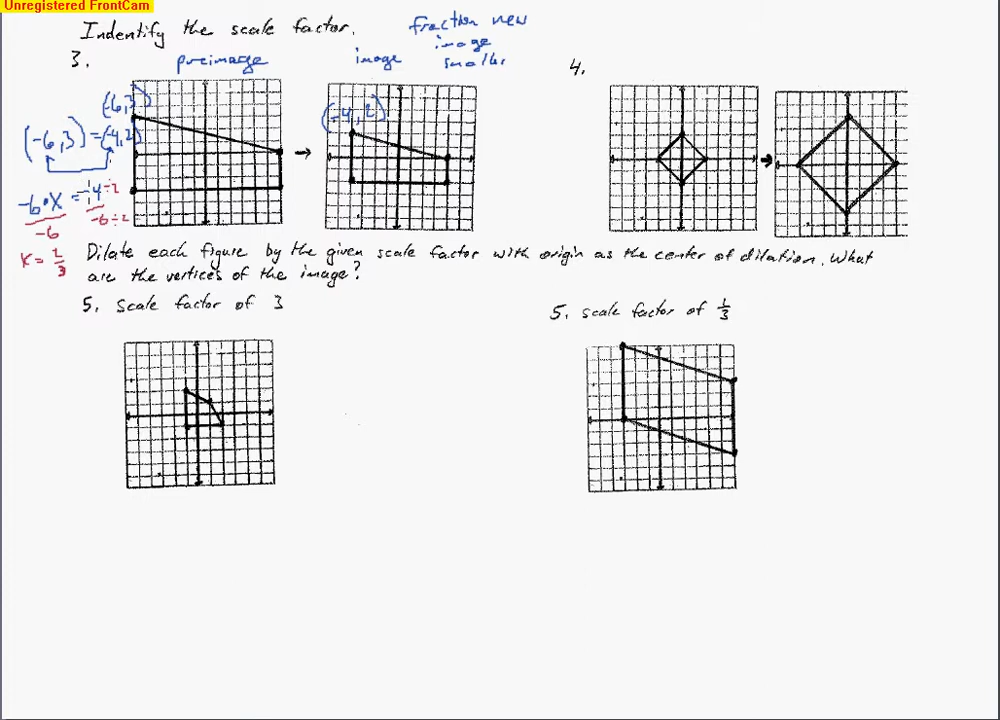 Unregistered FrontCam
Indentify the scale factor.
fraction new
image
smaller
3.
preimage
image
4.
(-6,3)
(-4,2)
(-6,3) = (-4,2)
-6•x = -4 ÷2
-6 -6 ÷2
K = 2/3
Dilate each figure by the given scale factor with origin as the center of dilation. What
are the vertices of the image?
5. Scale factor of 3
5. scale factor of 1/3